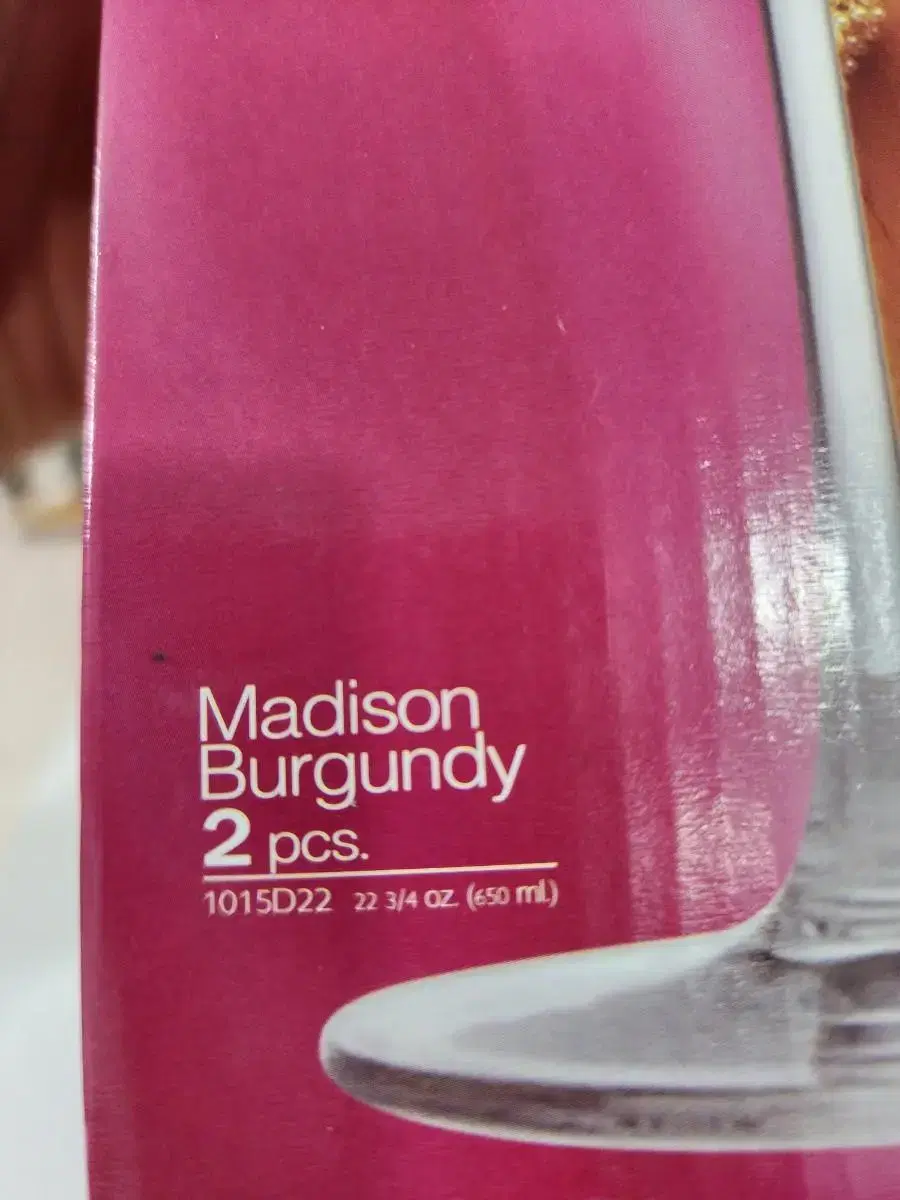 Madison
Burgundy
2 pcs.
1015D22 22 3/4 oz. (650 ml.)